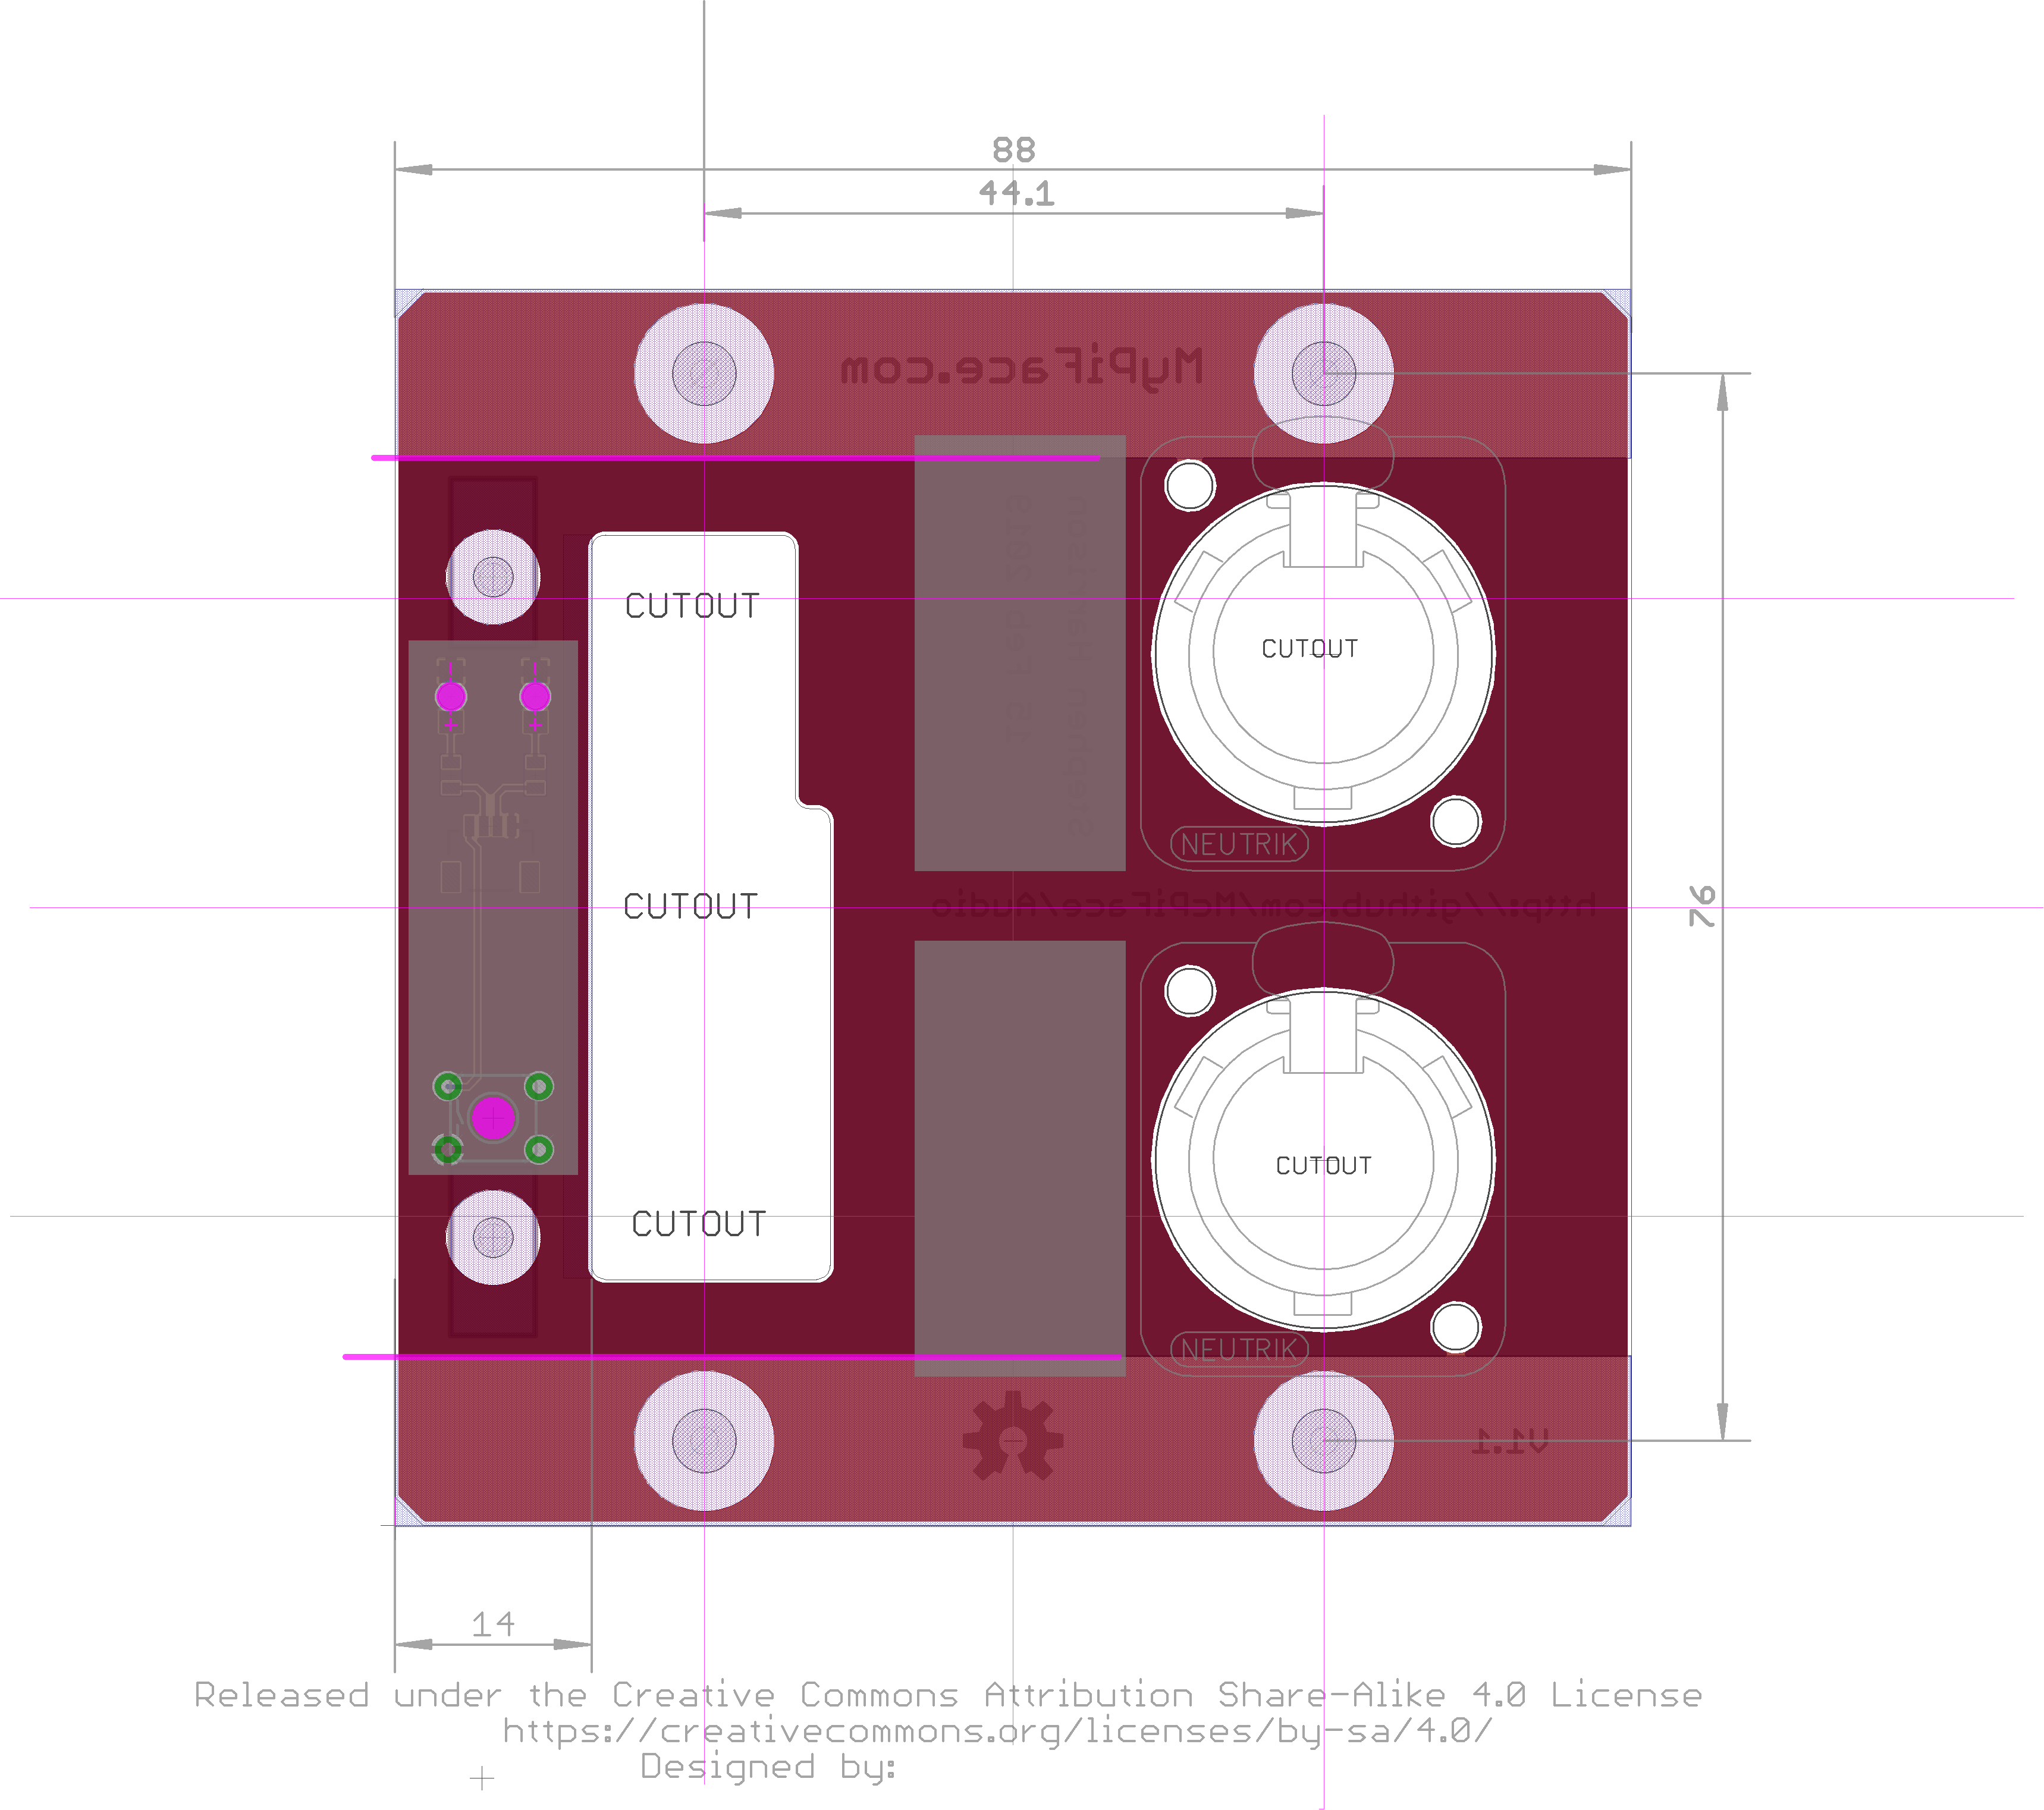 88
44.1
MyPiFace.com
CUTOUT
CUTOUT
NEUTRIK
76
CUTOUT
http://github.com/McPiFace/Audio
CUTOUT
CUTOUT
NEUTRIK
V1.1
14
Released under the Creative Commons Attribution Share-Alike 4.0 License
https://creativecommons.org/licenses/by-sa/4.0/
Designed by: